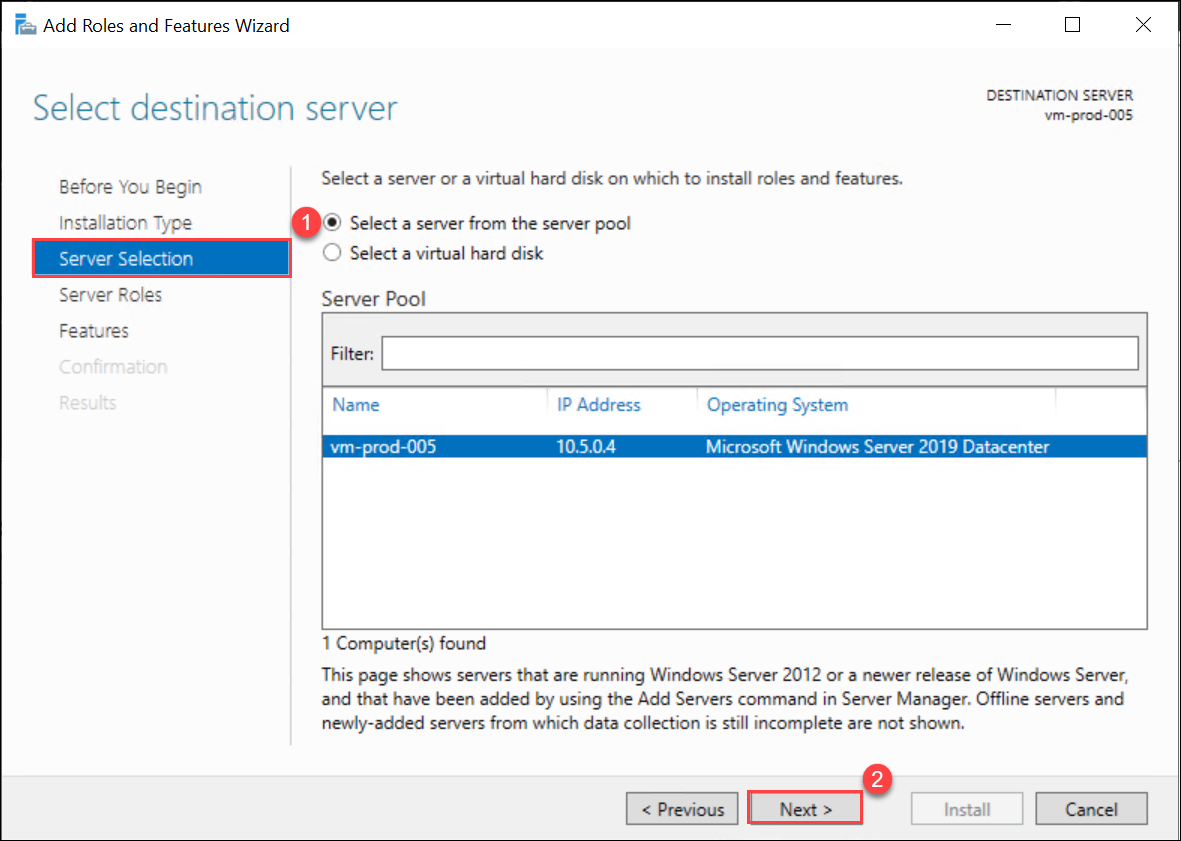 Add Roles and Features Wizard
Select destination server
DESTINATION SERVER
vm-prod-005
Before You Begin
Installation Type
Server Selection
Server Roles
Features
Confirmation
Results
Select a server or a virtual hard disk on which to install roles and features.
1
Select a server from the server pool
Select a virtual hard disk
Server Pool
Filter:
Name IP Address Operating System
vm-prod-005 10.5.0.4 Microsoft Windows Server 2019 Datacenter
1 Computer(s) found
This page shows servers that are running Windows Server 2012 or a newer release of Windows Server,
and that have been added by using the Add Servers command in Server Manager. Offline servers and
newly-added servers from which data collection is still incomplete are not shown.
2
< Previous Next > Install Cancel